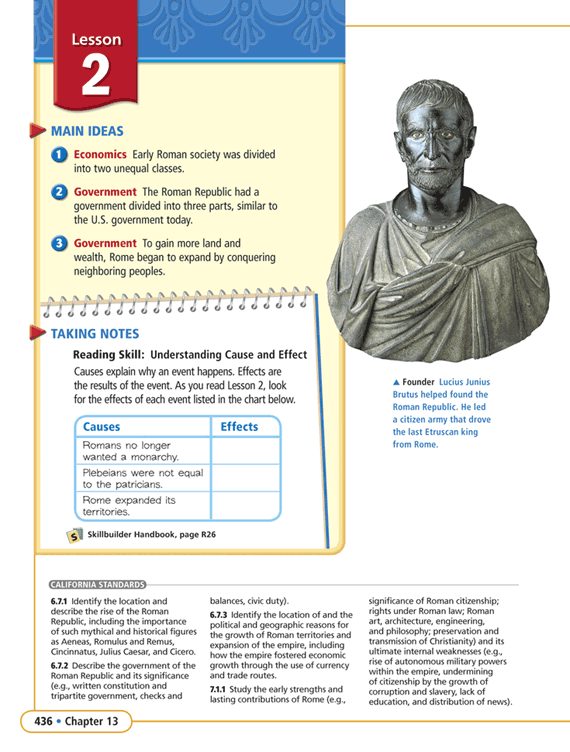 Lesson
2
MAIN IDEAS
1 Economics Early Roman society was divided
into two unequal classes.
2 Government The Roman Republic had a
government divided into three parts, similar to
the U.S. government today.
3 Government To gain more land and
wealth, Rome began to expand by conquering
neighboring peoples.
TAKING NOTES
Reading Skill: Understanding Cause and Effect
Causes explain why an event happens. Effects are
the results of the event. As you read Lesson 2, look
for the effects of each event listed in the chart below.
Causes Effects
Romans no longer
wanted a monarchy.
Plebeians were not equal
to the patricians.
Rome expanded its
territories.
S Skillbuilder Handbook, page R26
▲ Founder Lucius Junius
Brutus helped found the
Roman Republic. He led
a citizen army that drove
the last Etruscan king
from Rome.
CALIFORNIA STANDARDS
6.7.1 Identify the location and
describe the rise of the Roman
Republic, including the importance
of such mythical and historical figures
as Aeneas, Romulus and Remus,
Cincinnatus, Julius Caesar, and Cicero.
6.7.2 Describe the government of the
Roman Republic and its significance
(e.g., written constitution and
tripartite government, checks and
balances, civic duty).
6.7.3 Identify the location of and the
political and geographic reasons for
the growth of Roman territories and
expansion of the empire, including
how the empire fostered economic
growth through the use of currency
and trade routes.
7.1.1 Study the early strengths and
lasting contributions of Rome (e.g.,
significance of Roman citizenship;
rights under Roman law; Roman
art, architecture, engineering,
and philosophy; preservation and
transmission of Christianity) and its
ultimate internal weaknesses (e.g.,
rise of autonomous military powers
within the empire, undermining
of citizenship by the growth of
corruption and slavery, lack of
education, and distribution of news).
436 • Chapter 13